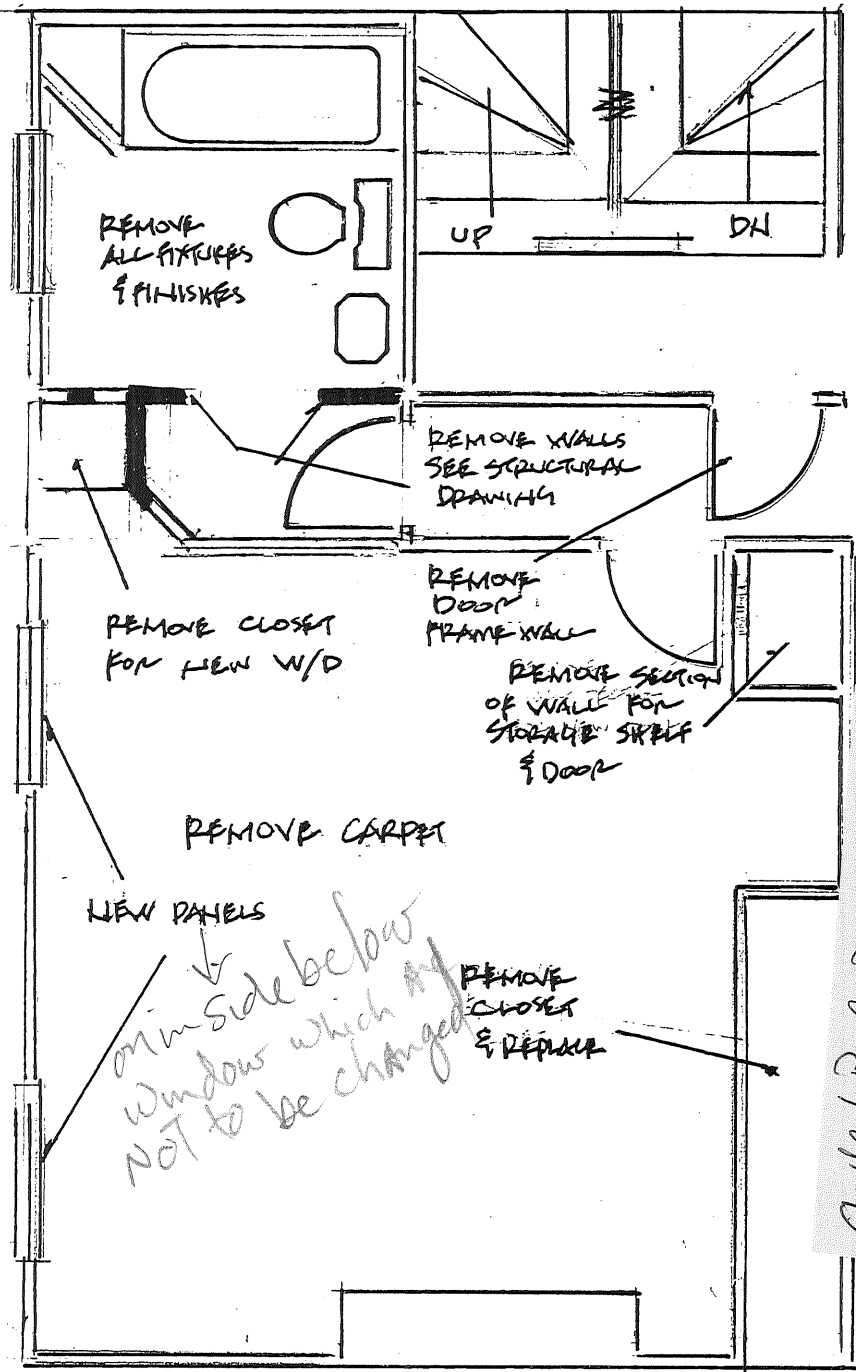 REMOVE
ALL FIXTURES
& FINISHES
UP
DN
REMOVE WALLS
SEE STRUCTURAL
DRAWING
REMOVE CLOSET
FOR NEW W/D
REMOVE
DOOR
FRAME WALL
REMOVE SECTION
OF WALL FOR
STORAGE SHELF
& DOOR
REMOVE CARPET
NEW PANELS
on inside below
window which are
NOT to be changed
REMOVE
CLOSET
& REPLACE